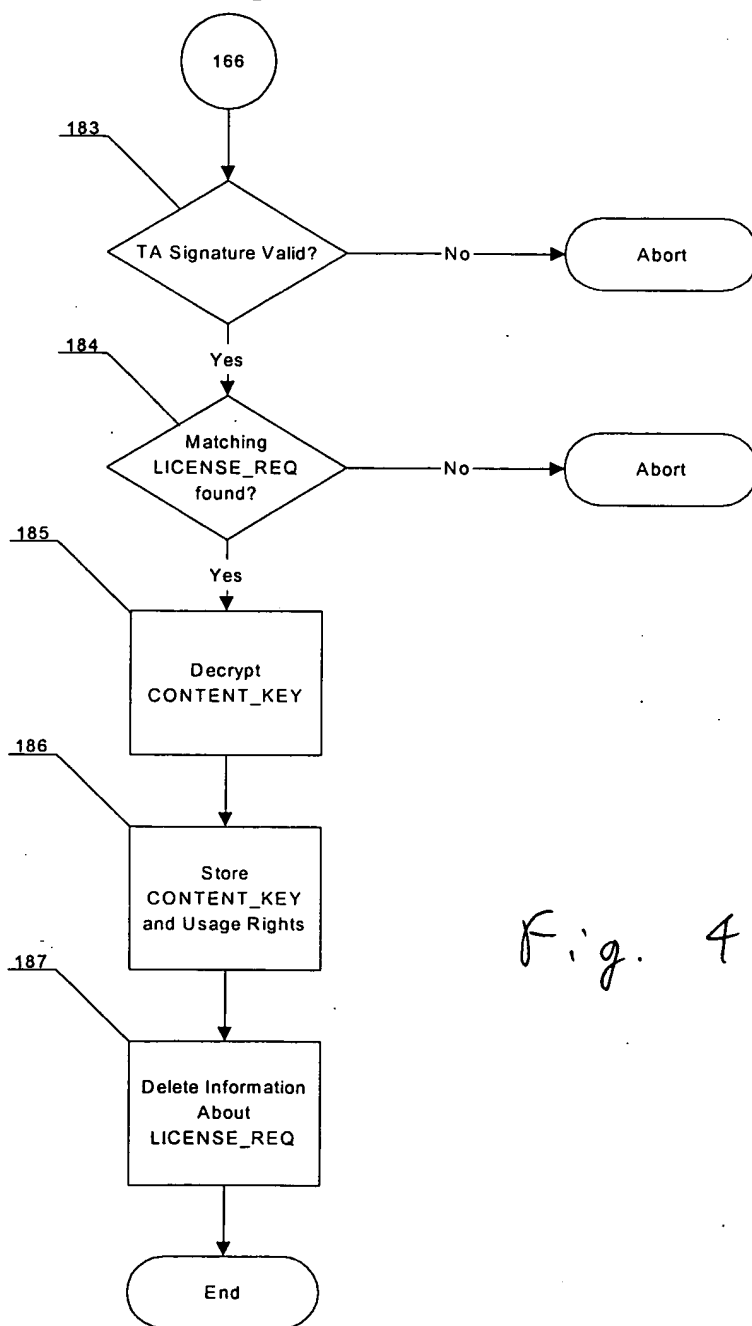 166
183
TA Signature Valid?
No
Abort
Yes
184
Matching
LICENSE_REQ
found?
No
Abort
Yes
185
Decrypt
CONTENT_KEY
186
Store
CONTENT_KEY
and Usage Rights
Fig. 4
187
Delete Information
About
LICENSE_REQ
End